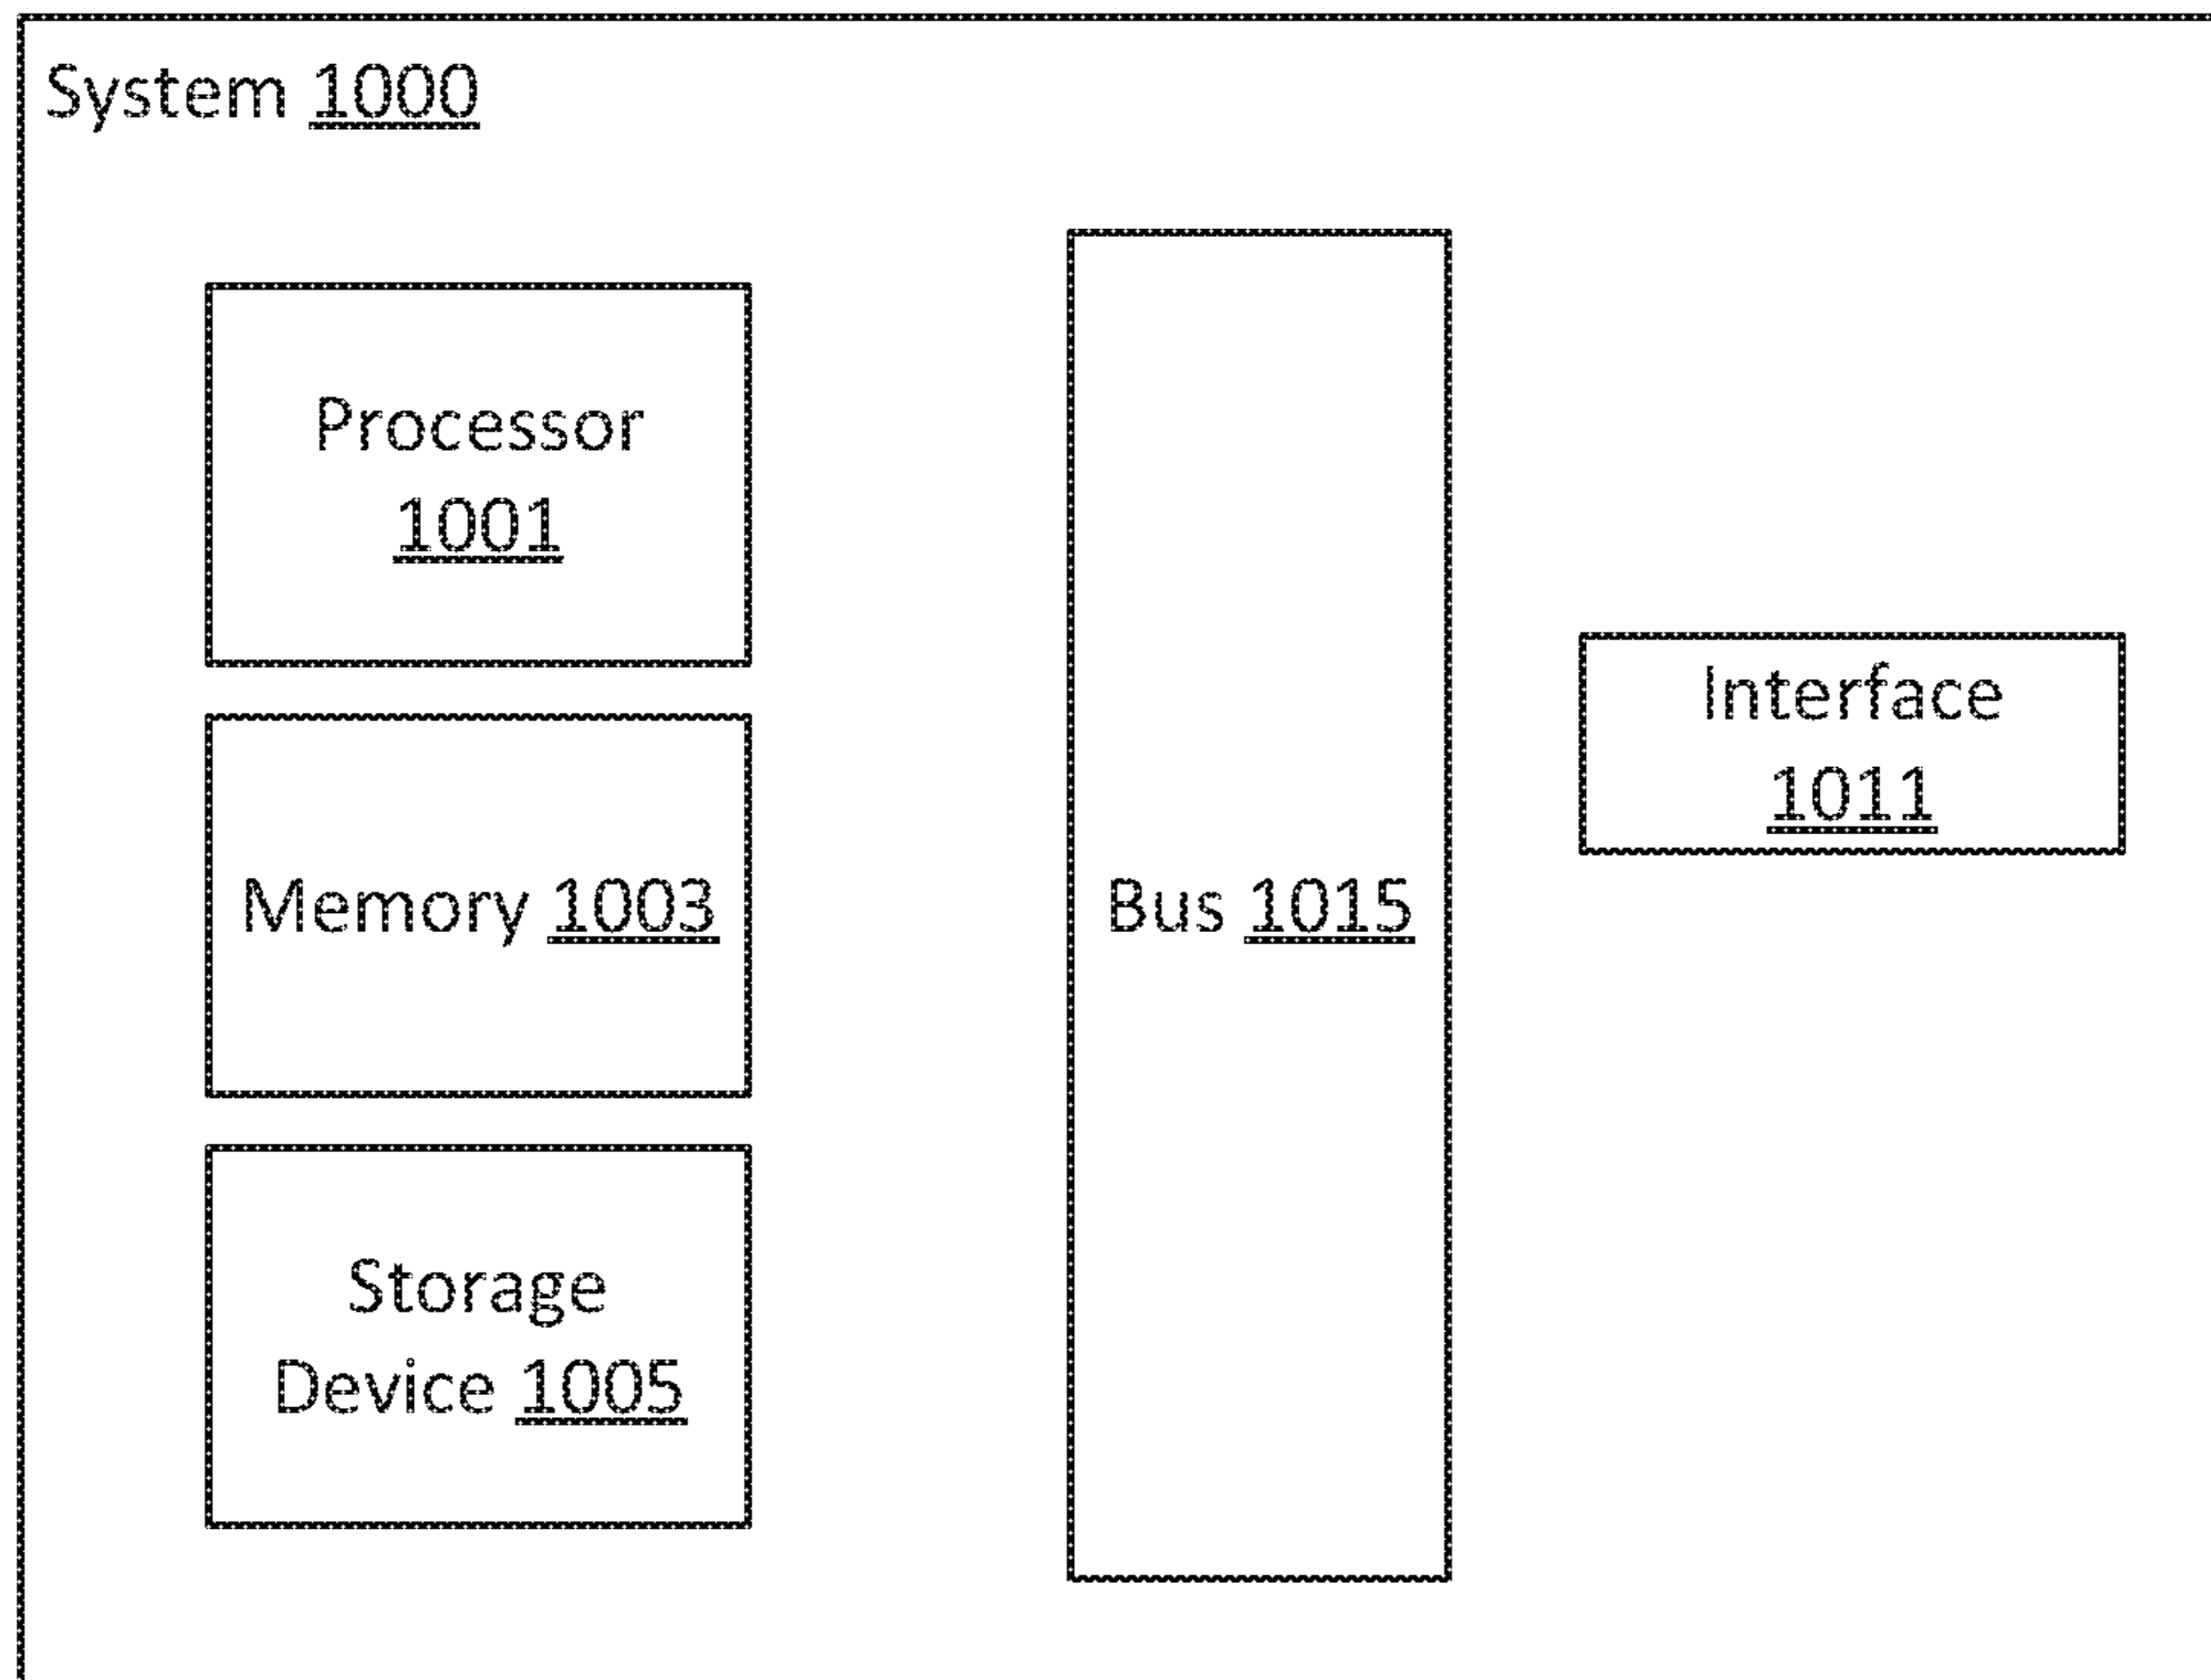 System 1000
Processor
1001
Memory 1003
Storage
Device 1005
Bus 1015
Interface
1011